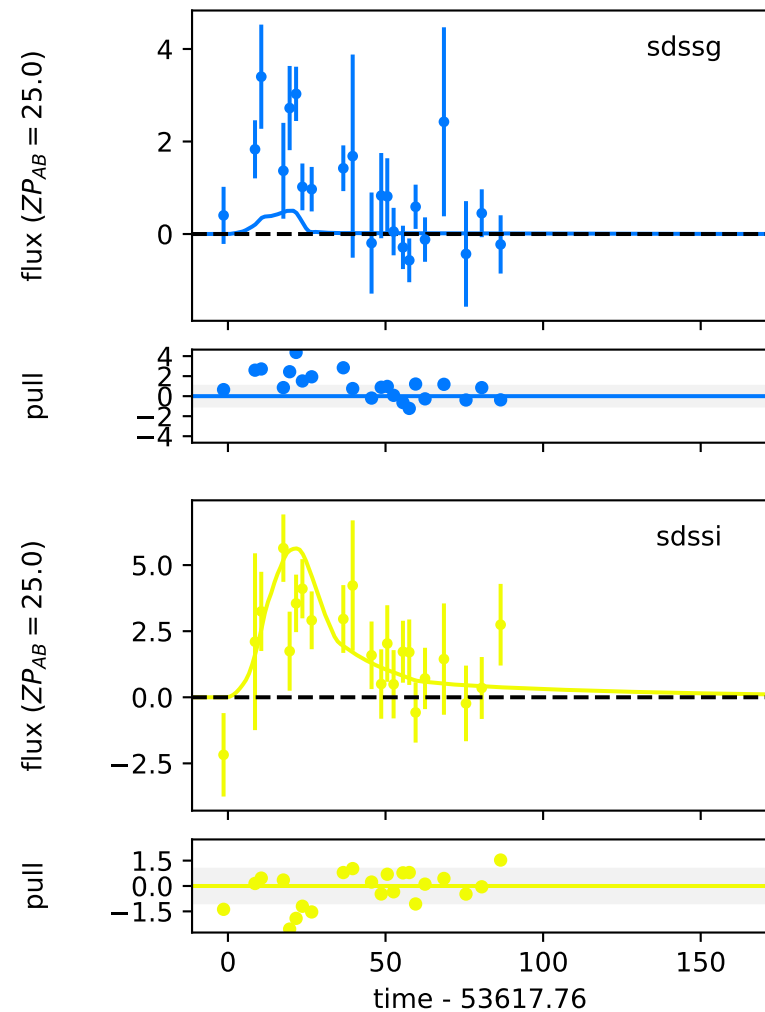 sdssg
flux (ZP_AB = 25.0)
4
2
0
pull
4
2
0
−2
−4
sdssi
flux (ZP_AB = 25.0)
5.0
2.5
0.0
−2.5
pull
1.5
0.0
−1.5
0 50 100 150
time - 53617.76